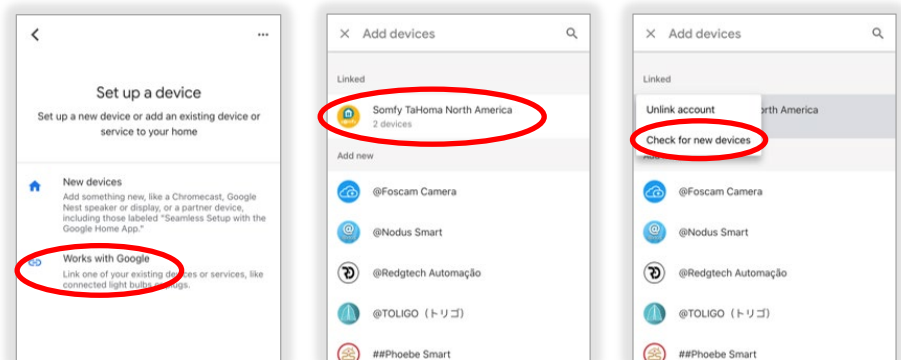 ...
Set up a device
Set up a new device or add an existing device or
service to your home
New devices
Add something new, like a Chromecast, Google
Nest speaker or display, or a partner device,
including those labeled "Seamless Setup with the
Google Home App."
Works with Google
Link one of your existing devices or services, like
connected light bulbs or plugs.
Add devices
Linked
Somfy TaHoma North America
2 devices
Add new
@Foscam Camera
@Nodus Smart
@Redgtech Automação
@TOLIGO（トリゴ）
##Phoebe Smart
Add devices
Linked
Unlink account
North America
Check for new devices
@Foscam Camera
@Nodus Smart
@Redgtech Automação
@TOLIGO（トリゴ）
##Phoebe Smart